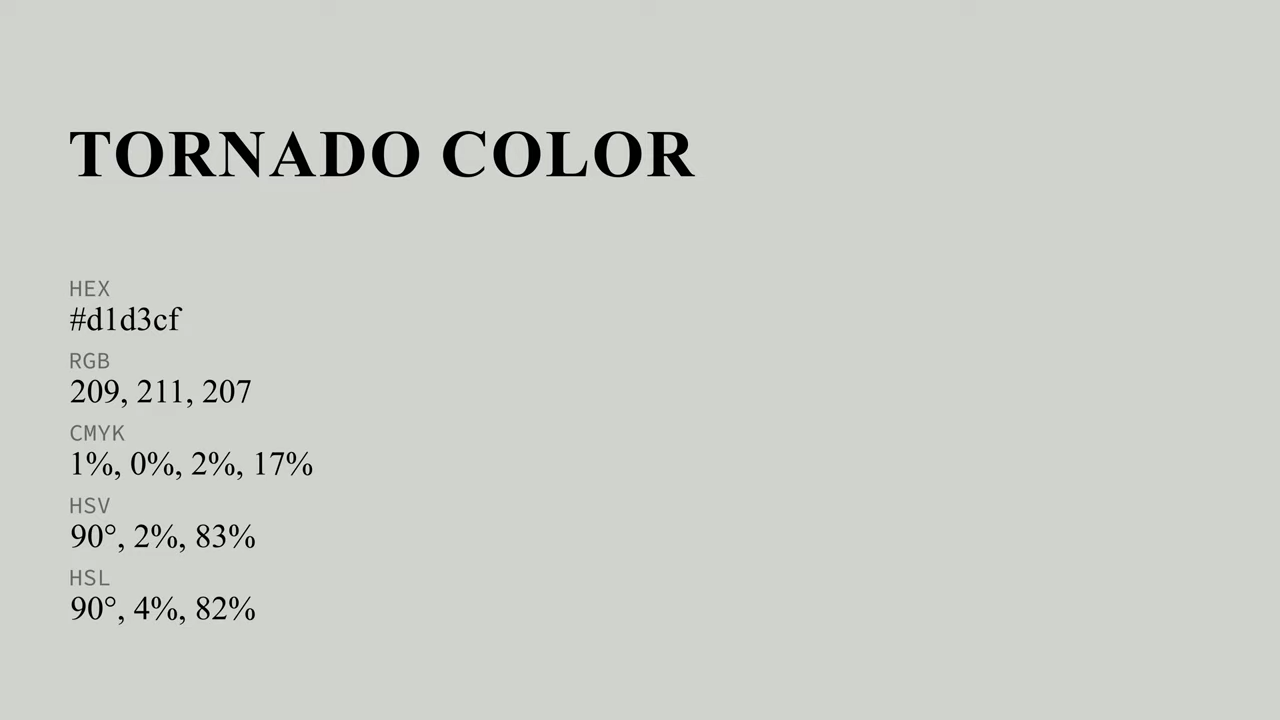 TORNADO COLOR
HEX
#d1d3cf
RGB
209, 211, 207
CMYK
1%, 0%, 2%, 17%
HSV
90°, 2%, 83%
HSL
90°, 4%, 82%